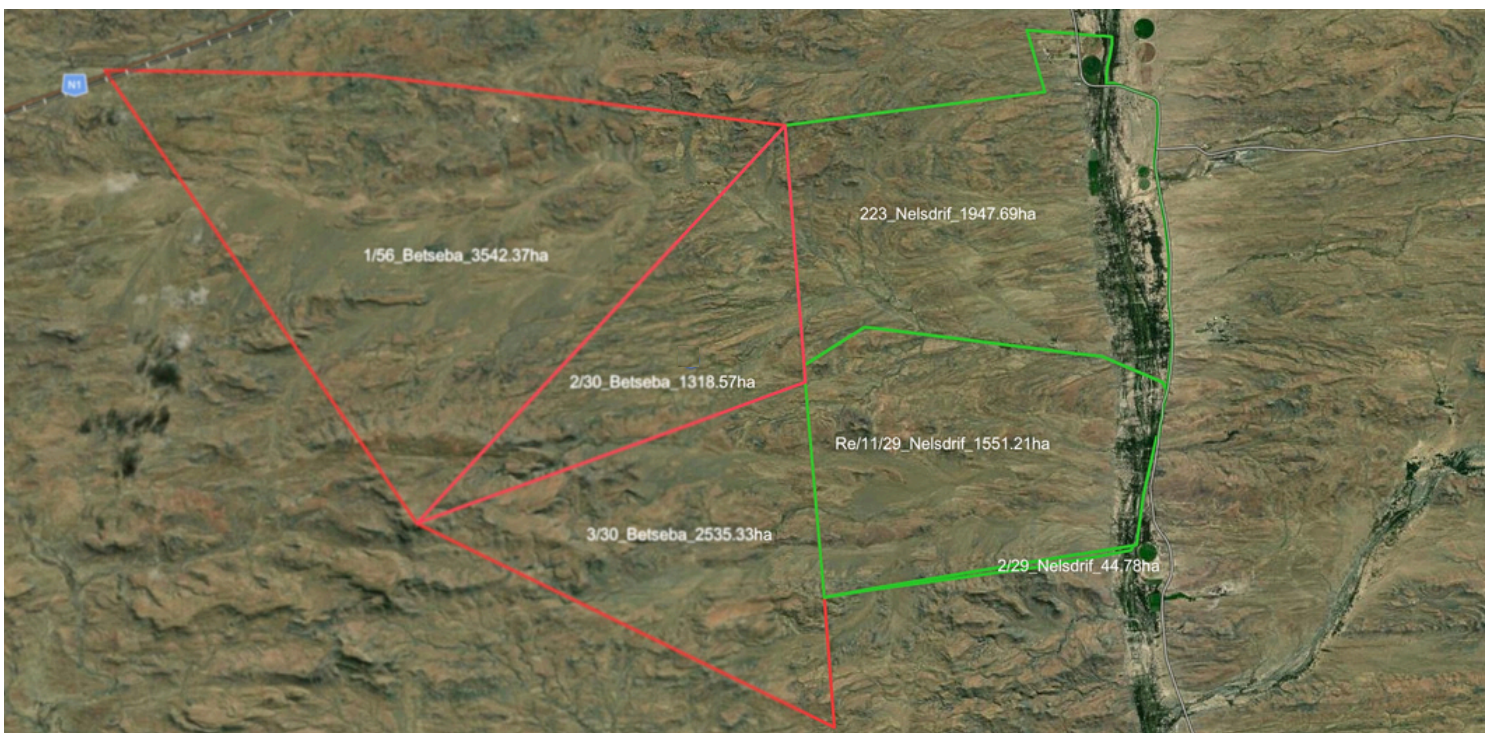 N1
223_Nelsdrif_1947.69ha
1/56_Betseba_3542.37ha
2/30_Betseba_1318.57ha
Re/11/29_Nelsdrif_1551.21ha
3/30_Betseba_2535.33ha
2/29_Nelsdrif_44.78ha